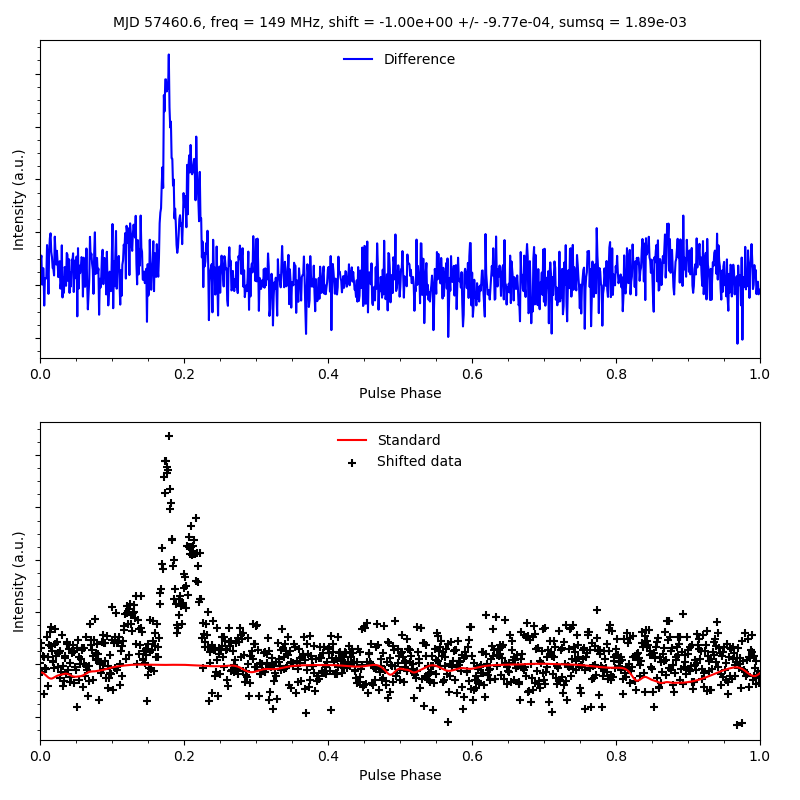 MJD 57460.6, freq = 149 MHz, shift = -1.00e+00 +/- -9.77e-04, sumsq = 1.89e-03
Difference
Intensity (a.u.)
0.0 0.2 0.4 0.6 0.8 1.0
Pulse Phase
Standard
Shifted data
Intensity (a.u.)
0.0 0.2 0.4 0.6 0.8 1.0
Pulse Phase